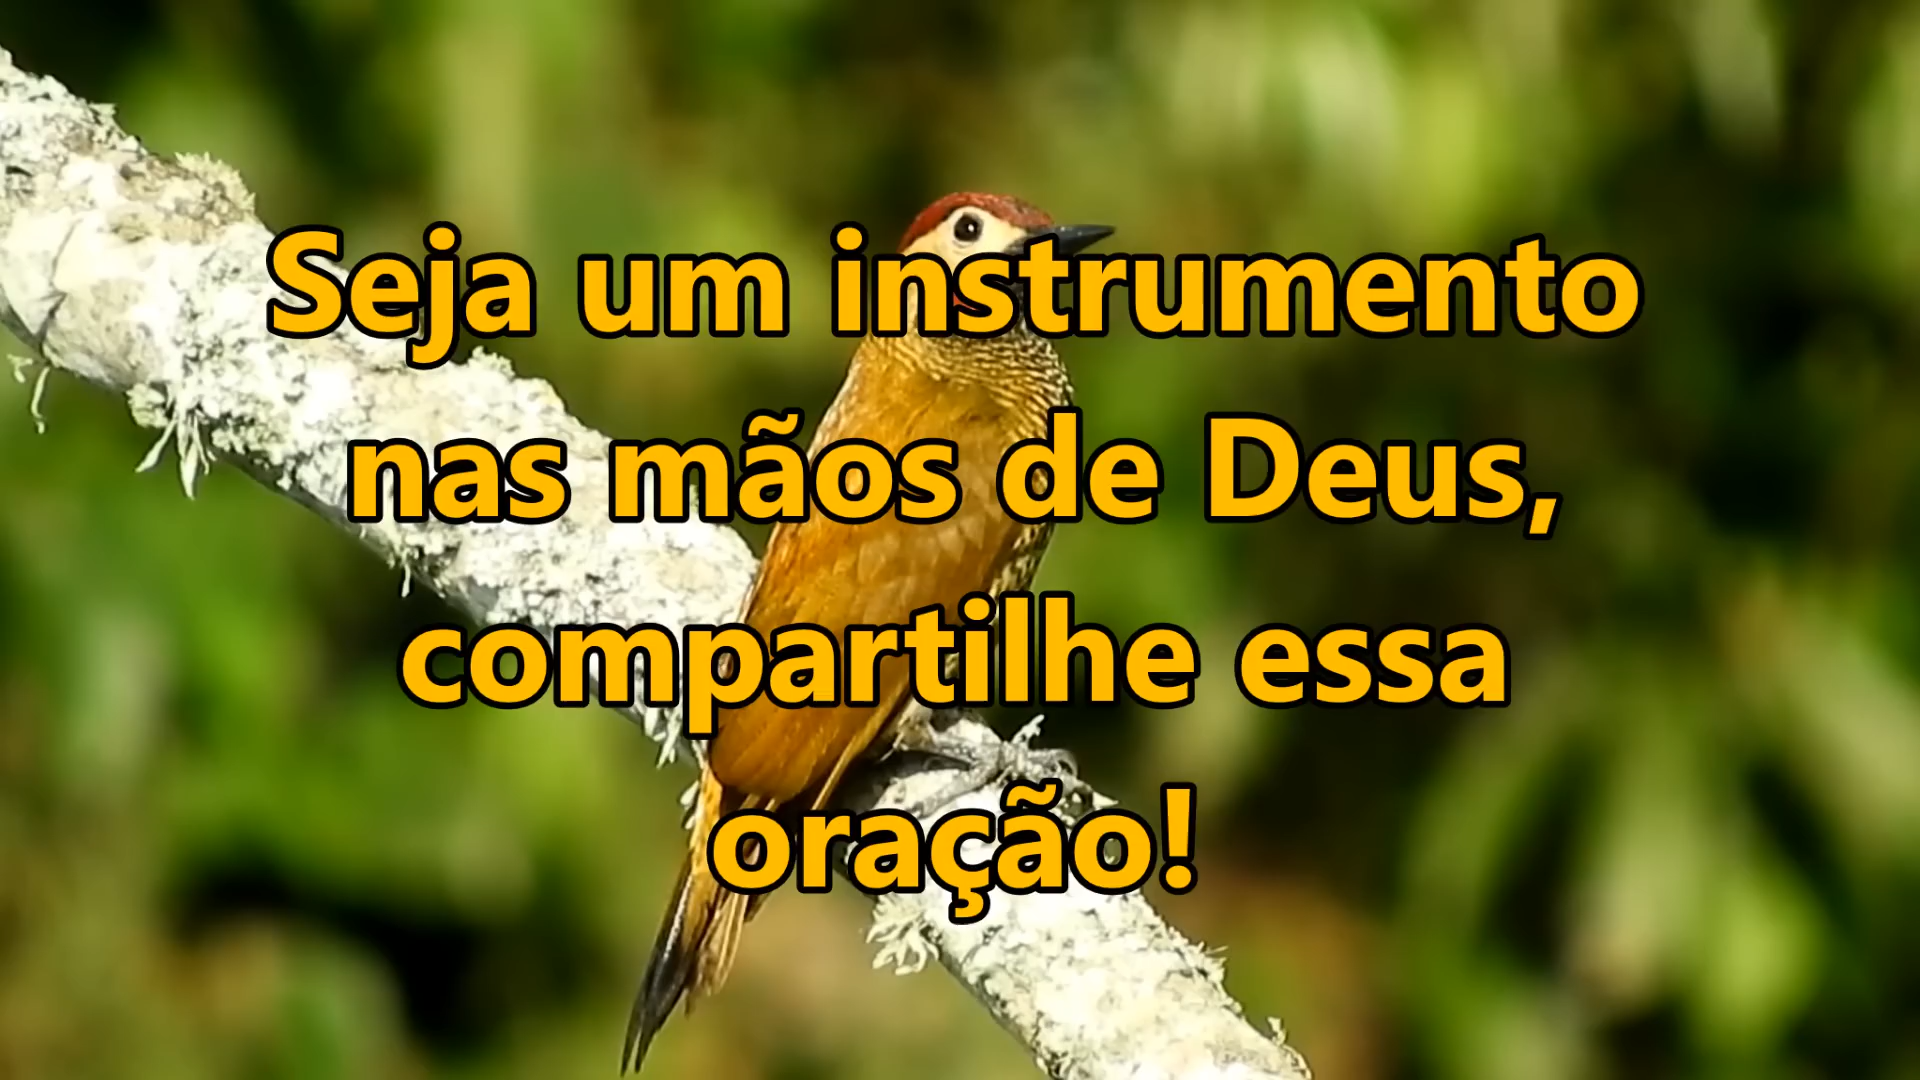 Seja um instrumento
nas mãos de Deus,
compartilhe essa
oração!